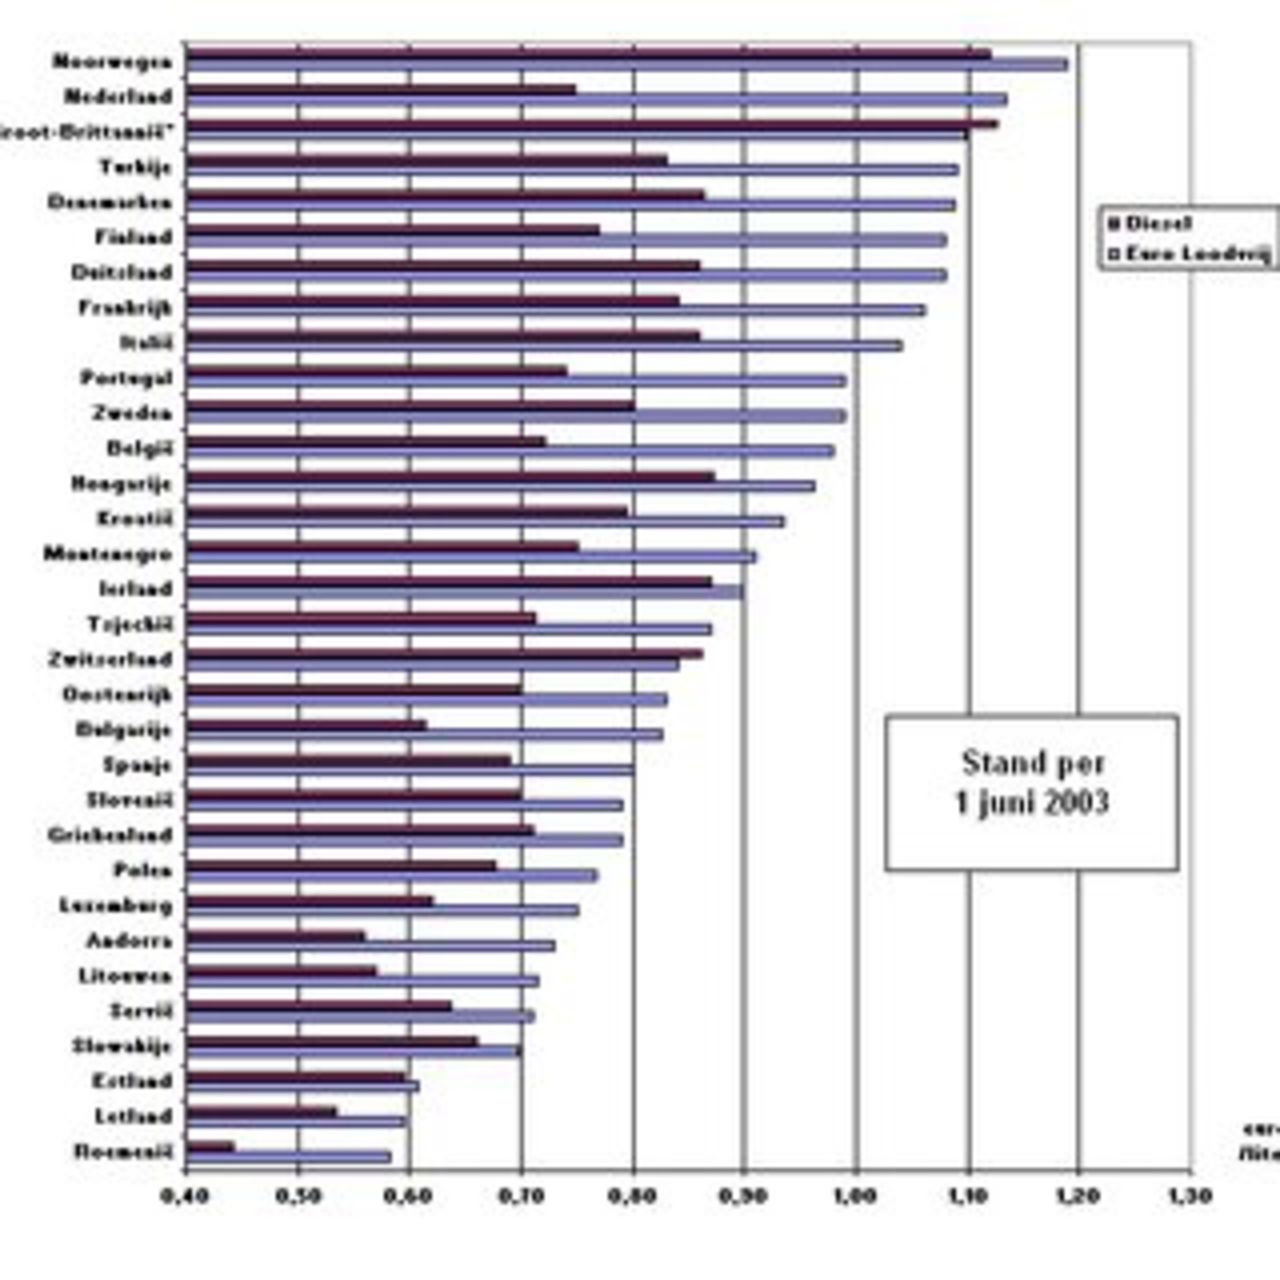 Noorwegen
Nederland
Groot-Brittannië*
Turkije
Denemarken
Finland
Duitsland
Frankrijk
Italië
Portugal
Zweden
België
Hongarije
Kroatië
Montenegro
Ierland
Tsjechië
Zwitserland
Oostenrijk
Bulgarije
Spanje
Slovenië
Griekenland
Polen
Luxemburg
Andorra
Litouwen
Servië
Slowakije
Estland
Letland
Roemenië
Diesel
Euro Loodvrij
Stand per
1 juni 2003
0,40 0,50 0,60 0,70 0,80 0,90 1,00 1,10 1,20 1,30